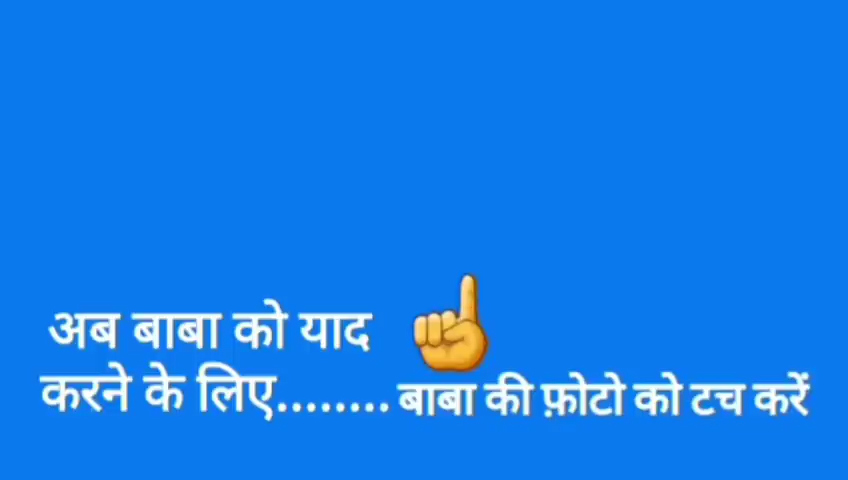 अब बाबा को याद
करने के लिए........ बाबा की फ़ोटो को टच करें